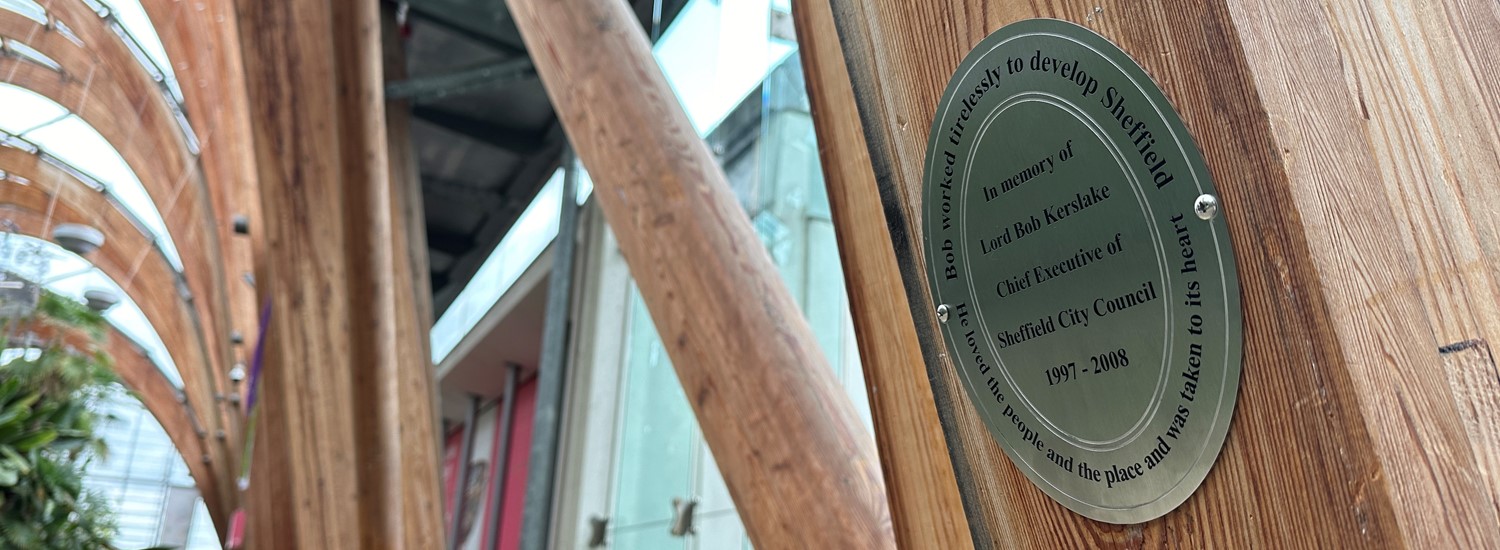 Bob worked tirelessly to develop Sheffield
In memory of
Lord Bob Kerslake
Chief Executive of
Sheffield City Council
1997 - 2008
He loved the people and the place and was taken to its heart